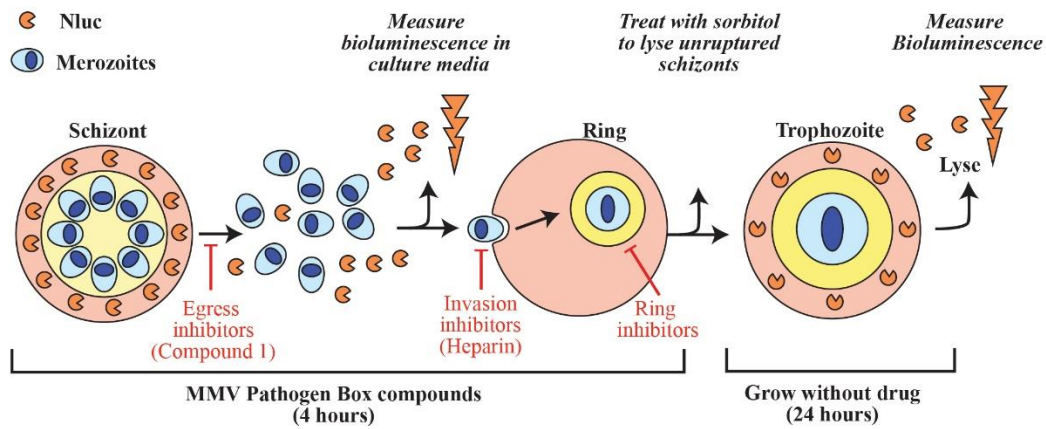 Nluc
Merozoites
Measure
bioluminescence in
culture media
Treat with sorbitol
to lyse unruptured
schizonts
Measure
Bioluminescence
Schizont
Ring
Trophozoite
Lyse
Egress
inhibitors
(Compound 1)
Invasion
inhibitors
(Heparin)
Ring
inhibitors
MMV Pathogen Box compounds
(4 hours)
Grow without drug
(24 hours)